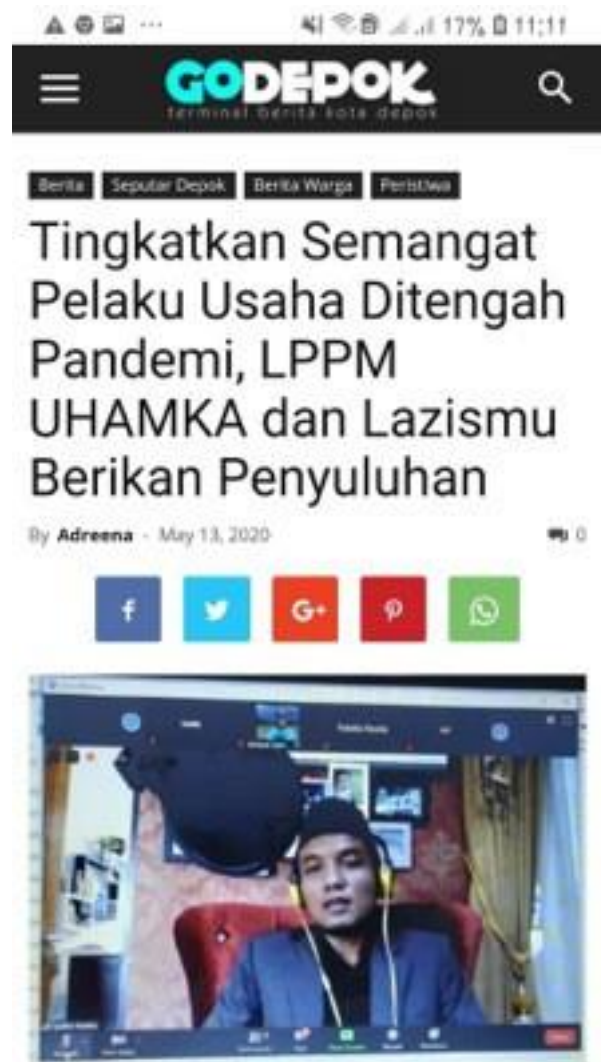 17% 11:11
GODEPOK
terminal berita kota depok
Berita Seputar Depok Berita Warga Peristiwa
Tingkatkan Semangat
Pelaku Usaha Ditengah
Pandemi, LPPM
UHAMKA dan Lazismu
Berikan Penyuluhan
By Adreena - May 13, 2020 0
f G+